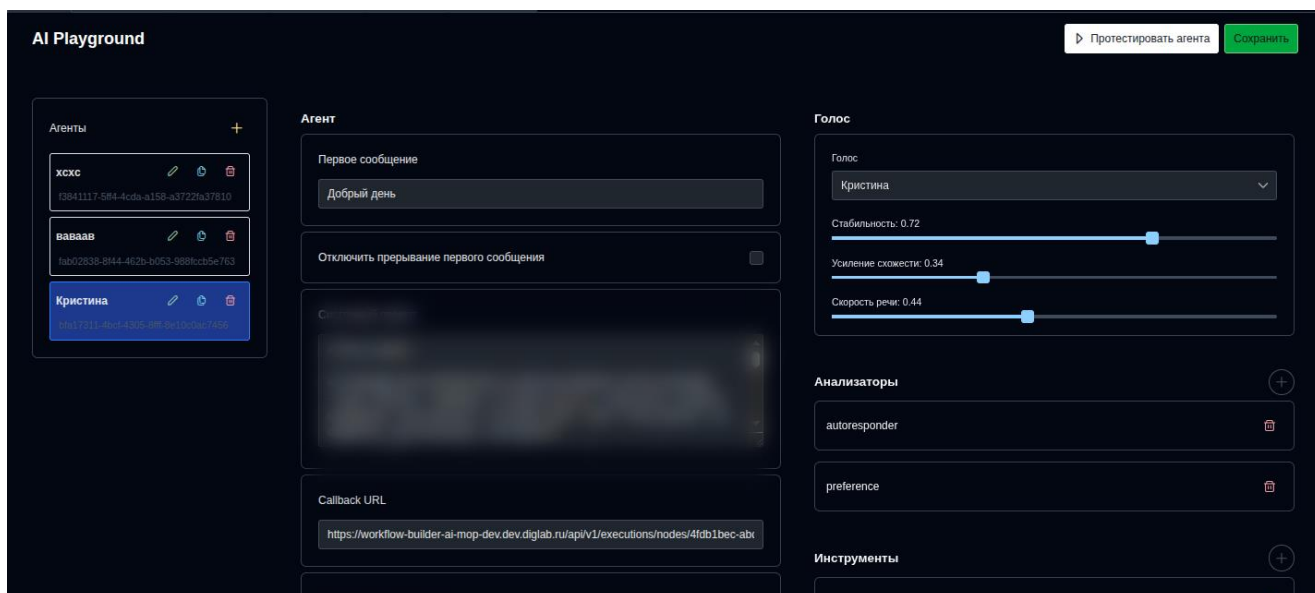 AI Playground
Протестировать агента
Сохранить
Агенты
хсхс
f3841117-5ff4-4cda-a158-a3722fa37810
вавааВ
fab02838-8f44-462b-b053-988fccb5e763
Кристина
Агент
Первое сообщение
Добрый день
Отключить прерывание первого сообщения
Callback URL
https://workflow-builder-ai-mop-dev.dev.diglab.ru/api/v1/executions/nodes/4fdb1bec-abc
Голос
Голос
Кристина
Стабильность: 0.72
Усиление схожести: 0.34
Скорость речи: 0.44
Анализаторы
autoresponder
preference
Инструменты